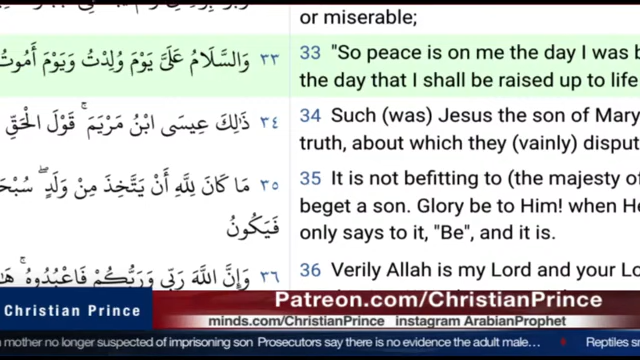 or miserable;
٣٣ وَالسَّلَامُ عَلَيَّ يَوْمَ وُلِدْتُ وَيَوْمَ أَمُوتُ
33 "So peace is on me the day I was
the day that I shall be raised up to life
٣٤ ذَٰلِكَ عِيسَى ابْنُ مَرْيَمَ ۚ قَوْلَ الْحَقِّ
34 Such (was) Jesus the son of Mary
truth, about which they (vainly)
٣٥ مَا كَانَ لِلَّهِ أَنْ يَتَّخِذَ مِنْ وَلَدٍ ۖ
فَيَكُونُ
35 It is not befitting to (the majesty of
beget a son. Glory be to Him! when
only says to it, "Be", and it is.
٣٦ وَإِنَّ اللَّهَ رَبِّي وَرَبُّكُمْ فَاعْبُدُوهُ ۚ
36 Verily Allah is my Lord and your
Christian Prince
Patreon.com/ChristianPrince
minds.com/ChristianPrince instagram ArabianProphet
mother no longer suspected of imprisoning son Prosecutors say there is no evidence the adult male... Reptiles